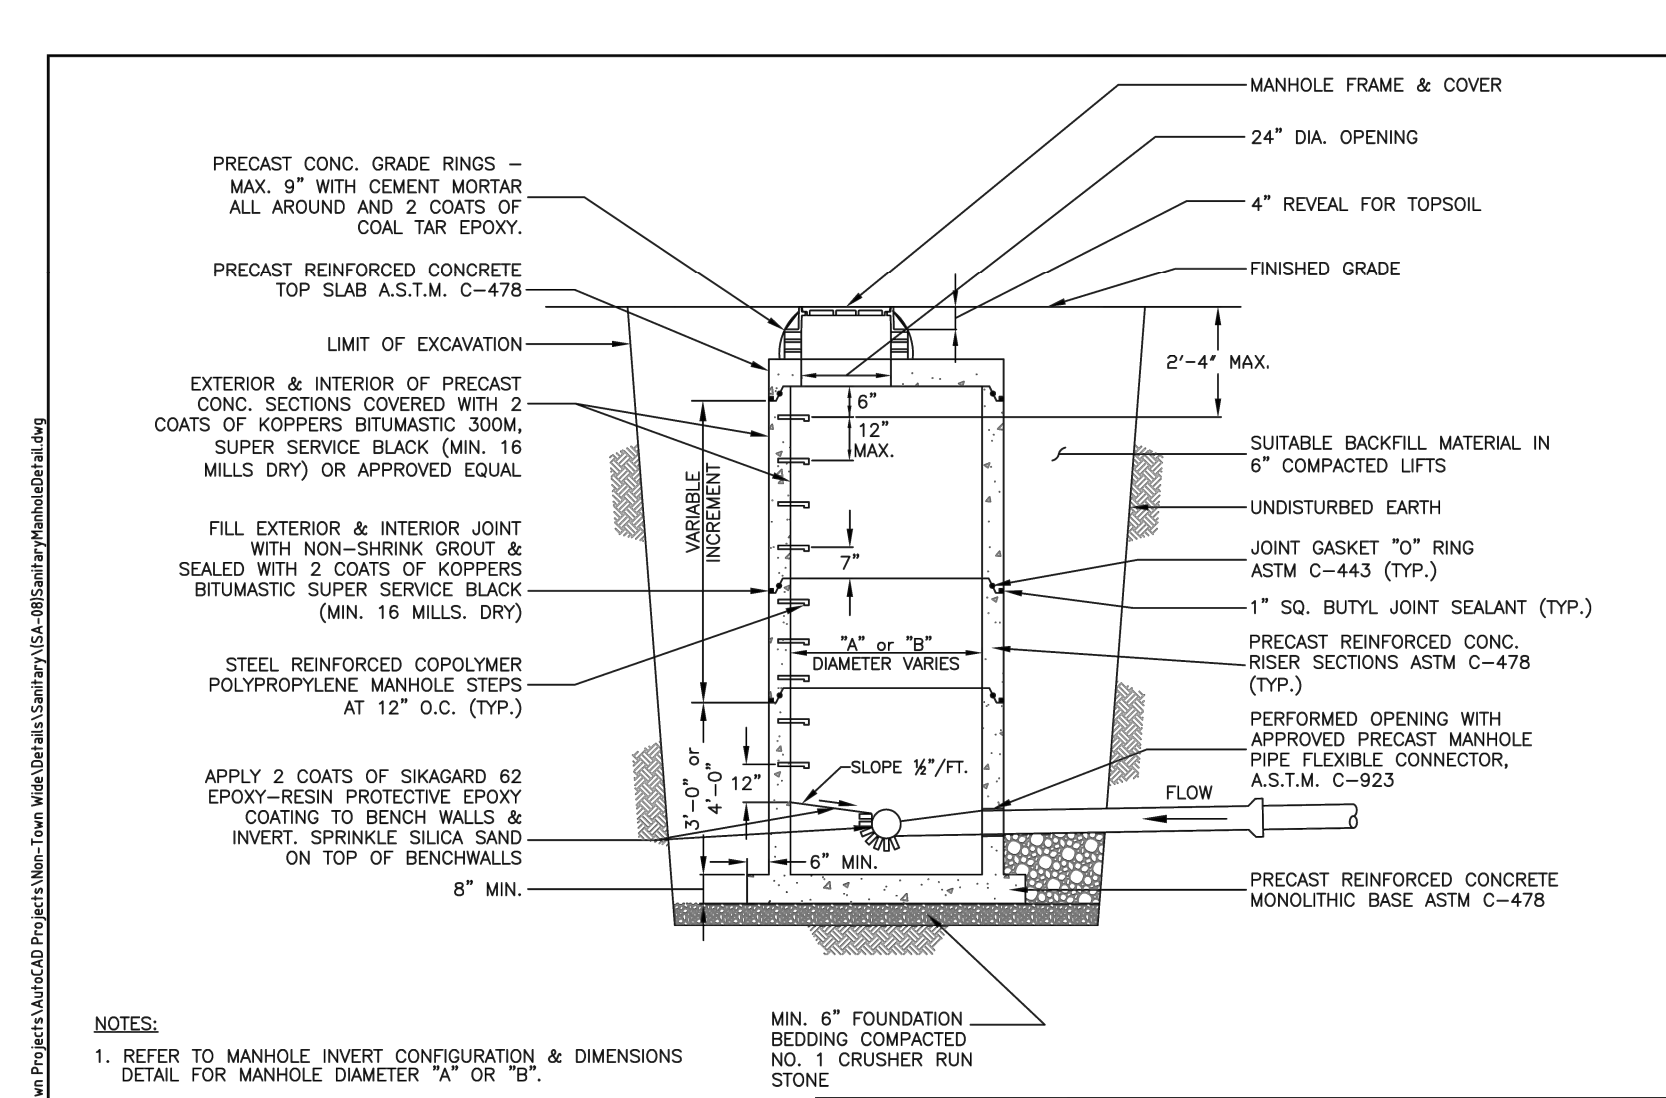 MANHOLE FRAME & COVER
24" DIA. OPENING
4" REVEAL FOR TOPSOIL
FINISHED GRADE
PRECAST CONC. GRADE RINGS –
MAX. 9" WITH CEMENT MORTAR
ALL AROUND AND 2 COATS OF
COAL TAR EPOXY.
PRECAST REINFORCED CONCRETE
TOP SLAB A.S.T.M. C–478
LIMIT OF EXCAVATION
EXTERIOR & INTERIOR OF PRECAST
CONC. SECTIONS COVERED WITH 2
COATS OF KOPPERS BITUMASTIC 300M,
SUPER SERVICE BLACK (MIN. 16
MILLS DRY) OR APPROVED EQUAL
FILL EXTERIOR & INTERIOR JOINT
WITH NON–SHRINK GROUT &
SEALED WITH 2 COATS OF KOPPERS
BITUMASTIC SUPER SERVICE BLACK
(MIN. 16 MILLS. DRY)
STEEL REINFORCED COPOLYMER
POLYPROPYLENE MANHOLE STEPS
AT 12" O.C. (TYP.)
APPLY 2 COATS OF SIKAGARD 62
EPOXY–RESIN PROTECTIVE EPOXY
COATING TO BENCH WALLS &
INVERT. SPRINKLE SILICA SAND
ON TOP OF BENCHWALLS
8" MIN.
2'–4" MAX.
6"
12"
MAX.
VARIABLE
INCREMENT
7"
"A" or "B"
DIAMETER VARIES
3'–0" or
4'–0"
12"
SLOPE ½"/FT.
6" MIN.
FLOW
SUITABLE BACKFILL MATERIAL IN
6" COMPACTED LIFTS
UNDISTURBED EARTH
JOINT GASKET "O" RING
ASTM C–443 (TYP.)
1" SQ. BUTYL JOINT SEALANT (TYP.)
PRECAST REINFORCED CONC.
RISER SECTIONS ASTM C–478
(TYP.)
PERFORMED OPENING WITH
APPROVED PRECAST MANHOLE
PIPE FLEXIBLE CONNECTOR,
A.S.T.M. C–923
PRECAST REINFORCED CONCRETE
MONOLITHIC BASE ASTM C–478
MIN. 6" FOUNDATION
BEDDING COMPACTED
NO. 1 CRUSHER RUN
STONE
NOTES:
1. REFER TO MANHOLE INVERT CONFIGURATION & DIMENSIONS
DETAIL FOR MANHOLE DIAMETER "A" OR "B".
wn Projects\AutoCAD Projects\Non-Town Wide\Details\Sanitary\(SA-08)SanitaryManholeDetail.dwg